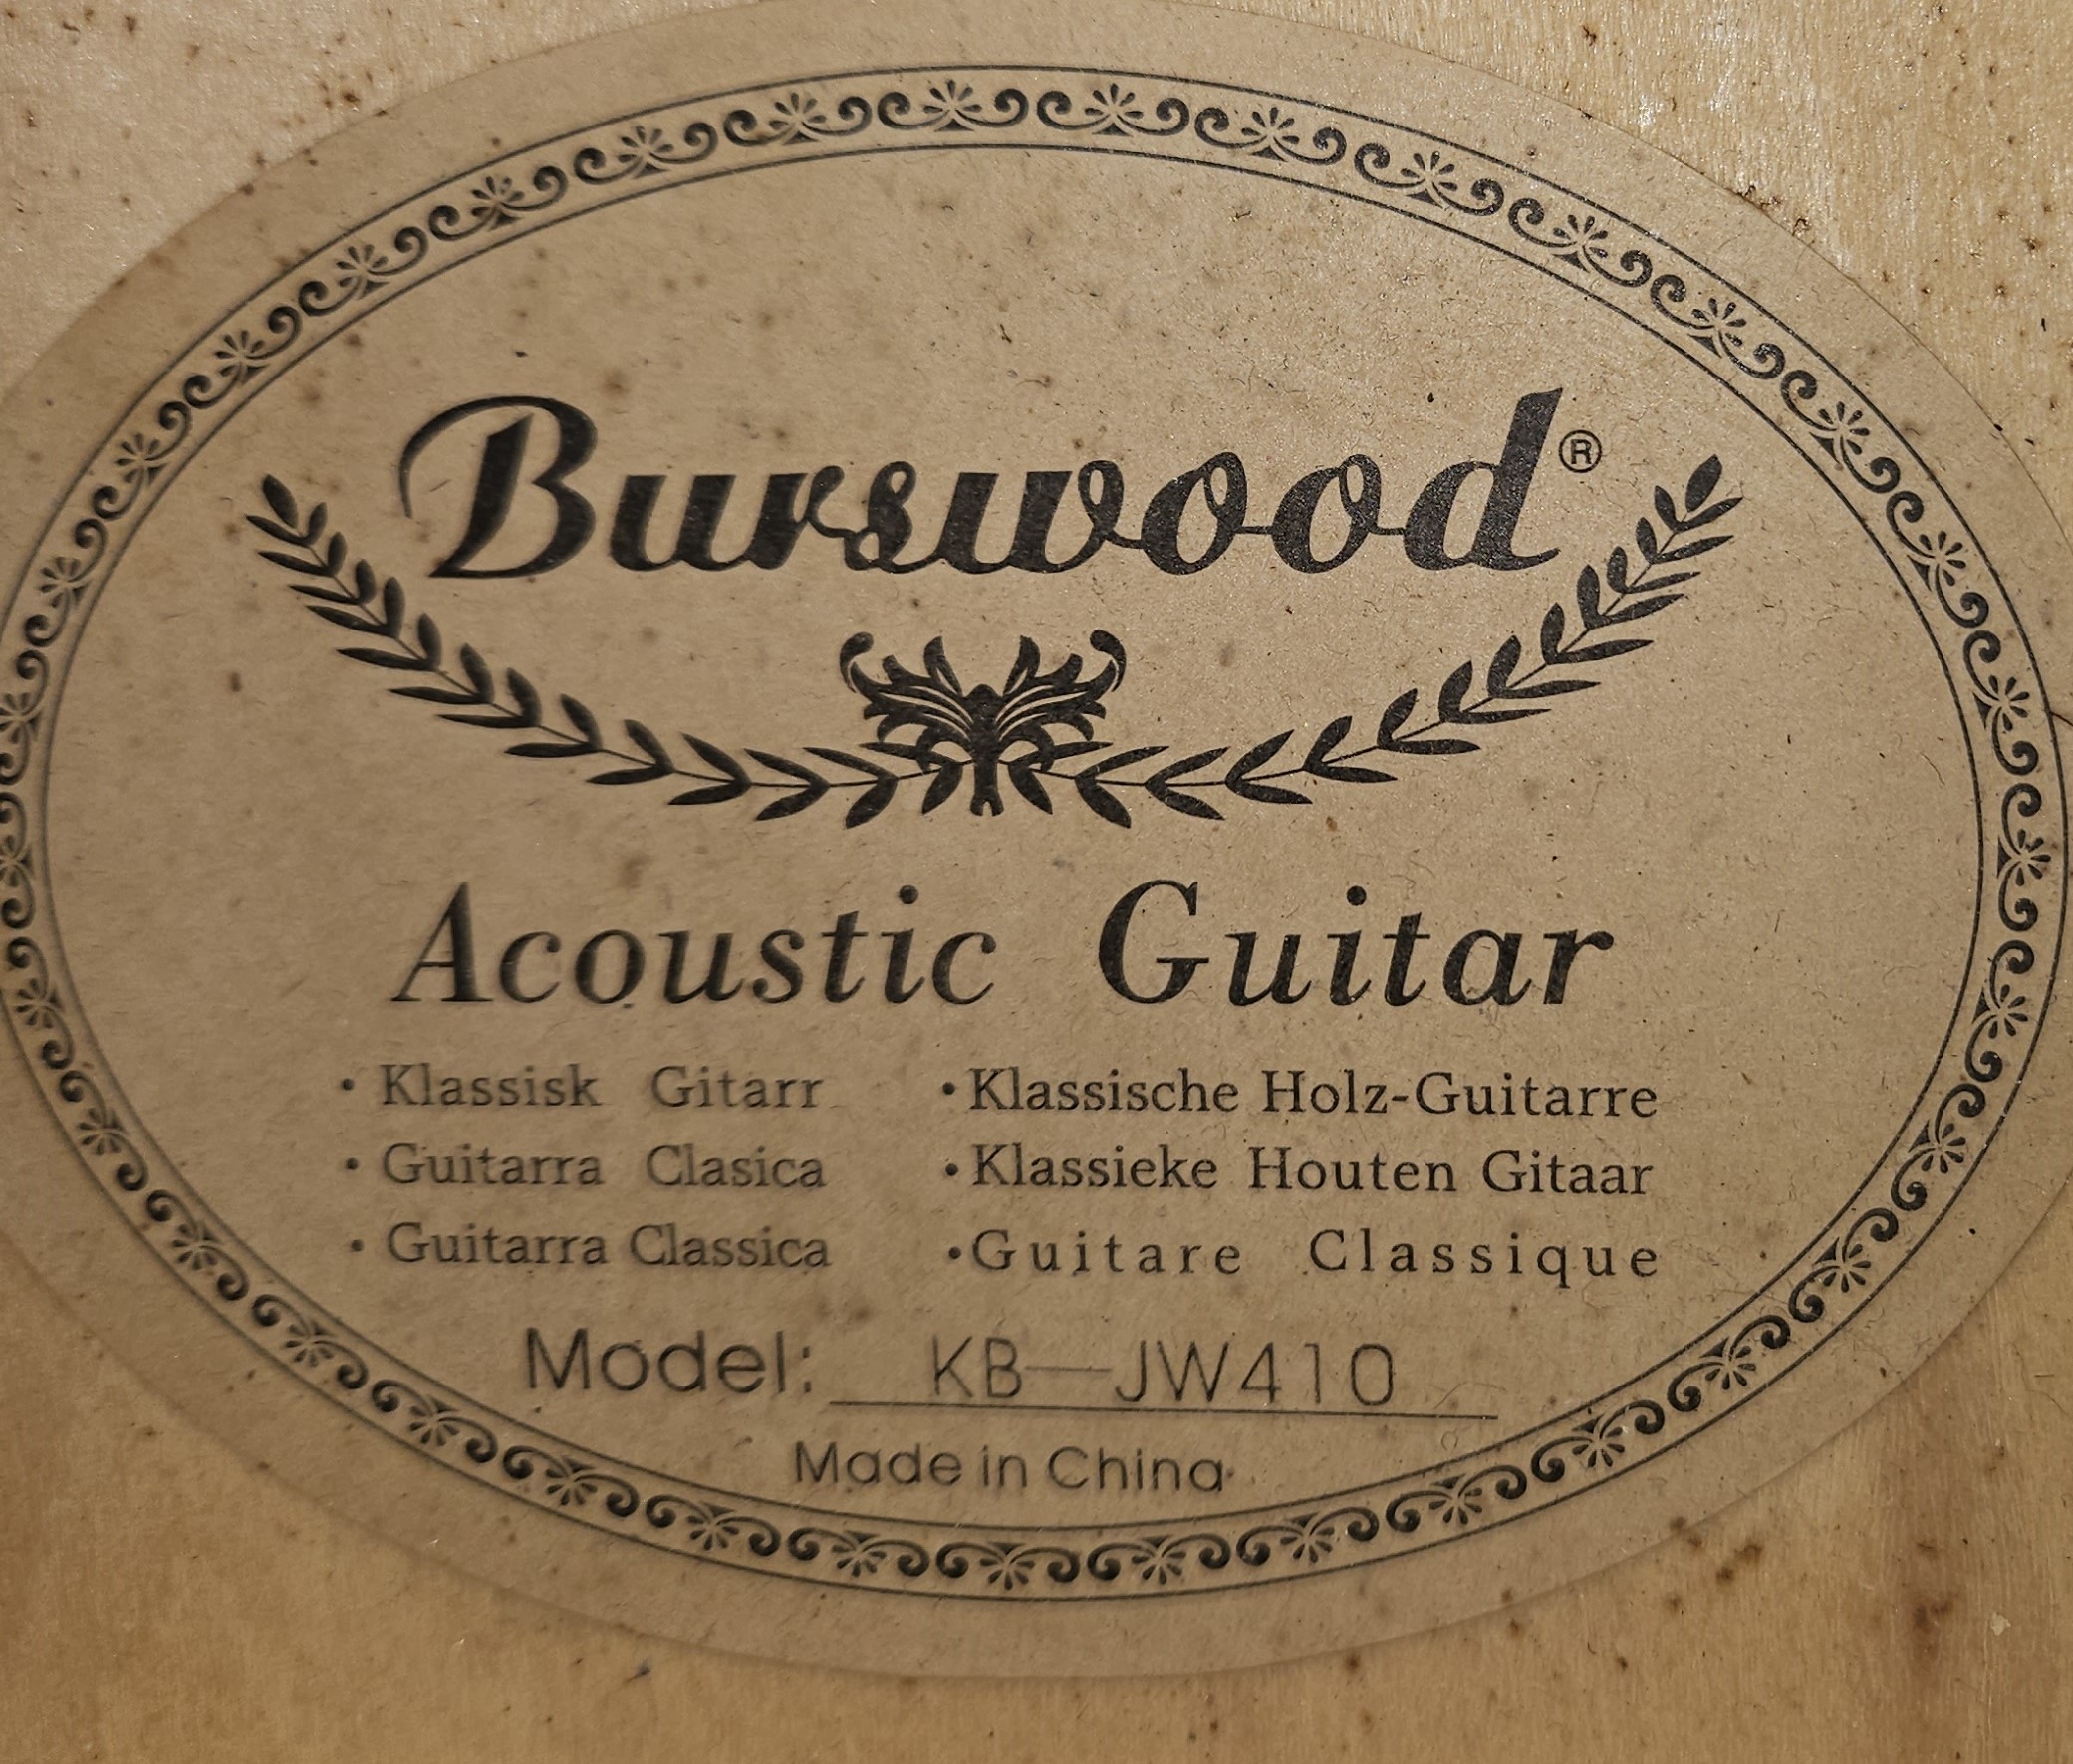 Burswood®
Acoustic Guitar
• Klassisk Gitarr
• Guitarra Clasica
• Guitarra Classica
•Klassische Holz-Guitarre
•Klassieke Houten Gitaar
•Guitare Classique
Model: KB—JW410
Made in China